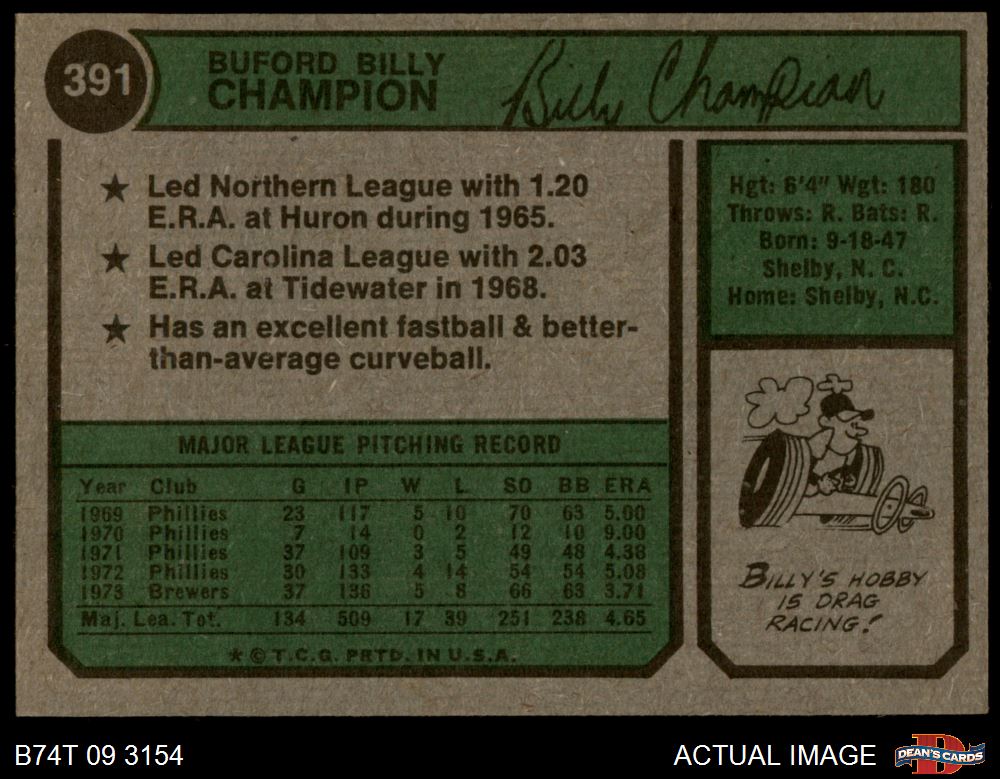 391
BUFORD BILLY
CHAMPION
Billy Champion
★ Led Northern League with 1.20
E.R.A. at Huron during 1965.
★ Led Carolina League with 2.03
E.R.A. at Tidewater in 1968.
★ Has an excellent fastball & better-
than-average curveball.
Hgt: 6'4" Wgt: 180
Throws: R. Bats: R.
Born: 9-18-47
Shelby, N. C.
Home: Shelby, N.C.
MAJOR LEAGUE PITCHING RECORD
Year Club G IP W L SO BB ERA
1969 Phillies 23 117 5 10 70 63 5.00
1970 Phillies 7 14 0 2 12 10 9.00
1971 Phillies 37 109 3 5 49 48 4.38
1972 Phillies 30 133 4 14 54 54 5.08
1973 Brewers 37 136 5 8 66 63 3.71
Maj. Lea. Tot. 134 509 17 39 251 238 4.65
★ © T.C.G. PRTD. IN U.S.A.
BILLY'S HOBBY
IS DRAG
RACING!
B74T 09 3154
ACTUAL IMAGE
D
DEAN'S CARDS